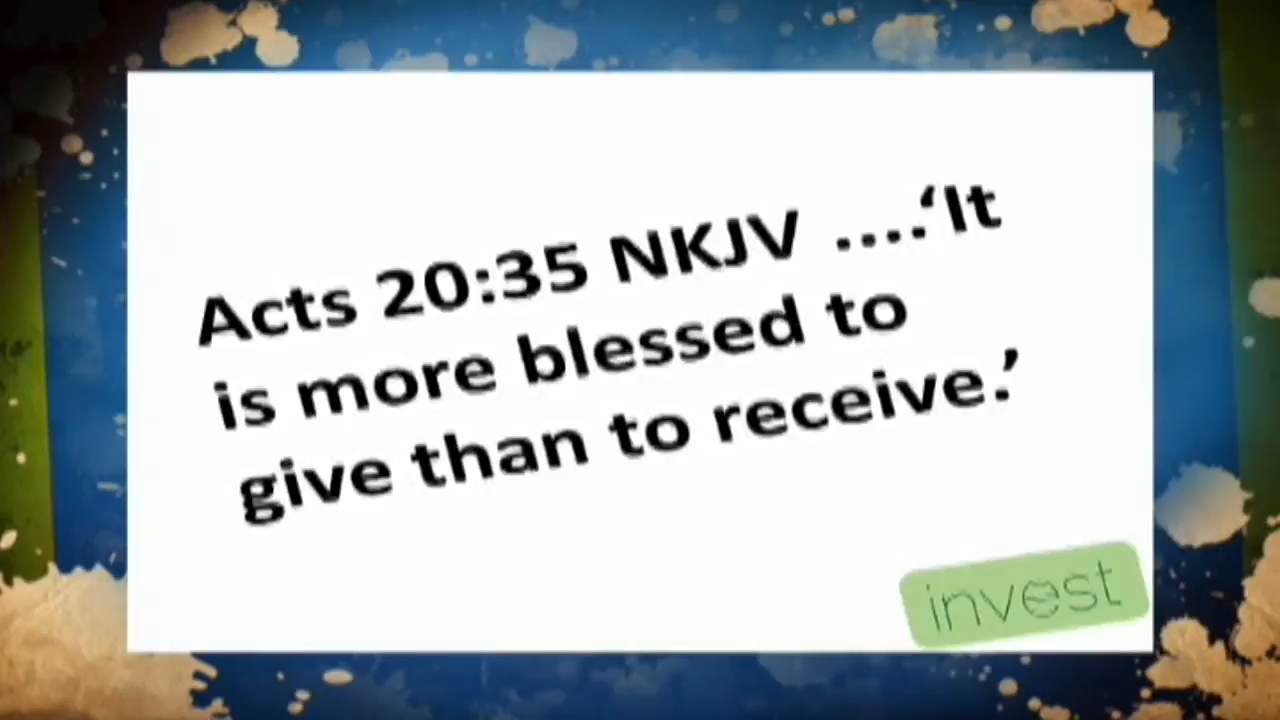 Acts 20:35 NKJV ....‘It
is more blessed to
give than to receive.’
invest